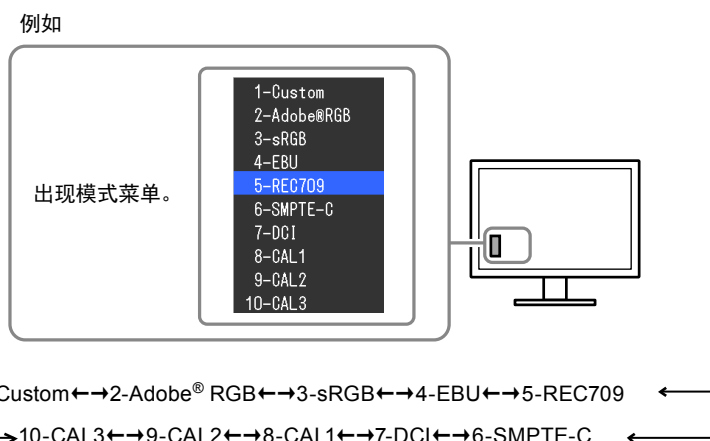 例如
出现模式菜单。
1-Custom
2-Adobe®RGB
3-sRGB
4-EBU
5-REC709
6-SMPTE-C
7-DCI
8-CAL1
9-CAL2
10-CAL3
Custom←→2-Adobe® RGB←→3-sRGB←→4-EBU←→5-REC709 ←
→10-CAL3←→9-CAL2←→8-CAL1←→7-DCI←→6-SMPTE-C ←